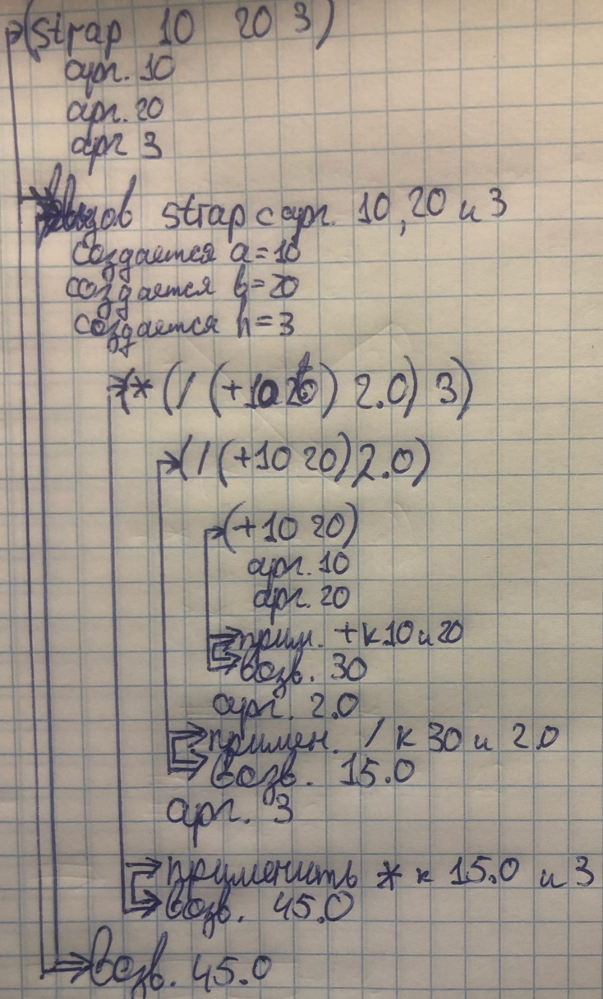 (strap 10 20 3)
арг. 10
арг. 20
арг 3
вызов strap с арг. 10, 20 и 3
создается a=10
создается b=20
создается h=3
(* (/ (+10 20) 2.0) 3)
(/ (+10 20) 2.0)
(+10 20)
арг. 10
арг. 20
прим. + к 10 и 20
возв. 30
арг. 2.0
примен. / к 30 и 2.0
возв. 15.0
арг. 3
применить * к 15.0 и 3
возв. 45.0
возв. 45.0